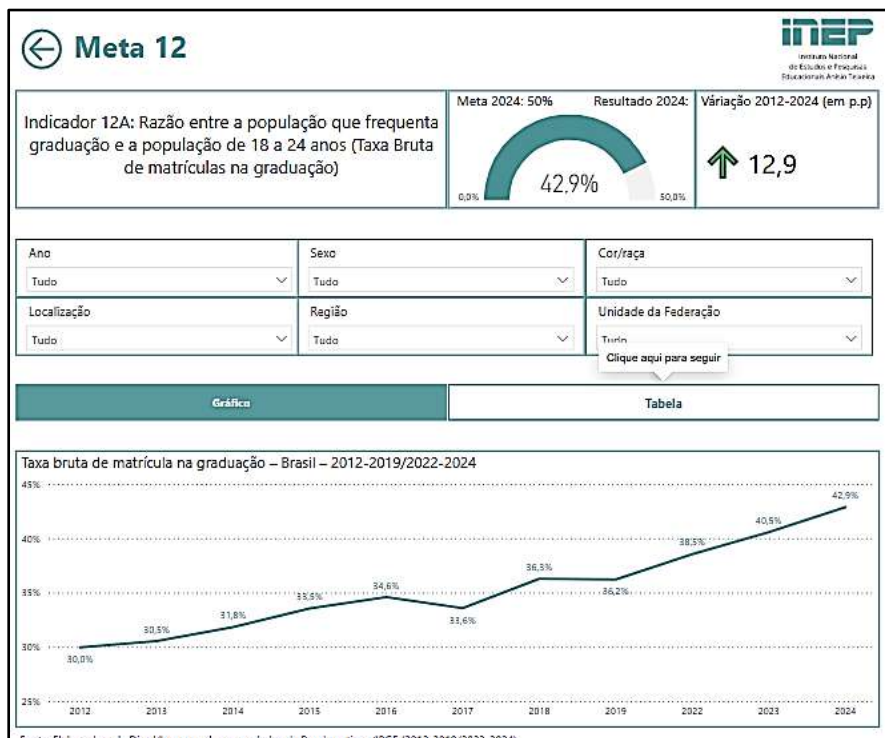 Meta 12
inep
Instituto Nacional
de Estudos e Pesquisas
Educacionais Anísio Teixeira
Indicador 12A: Razão entre a população que frequenta
graduação e a população de 18 a 24 anos (Taxa Bruta
de matrículas na graduação)
Meta 2024: 50% Resultado 2024:
42,9%
0,0% 50,0%
Váriação 2012-2024 (em p.p)
12,9
Ano
Tudo
Sexo
Tudo
Cor/raça
Tudo
Localização
Tudo
Região
Tudo
Unidade da Federação
Tudo
Clique aqui para seguir
Gráfico
Tabela
Taxa bruta de matrícula na graduação – Brasil – 2012-2019/2022-2024
45%
40%
35%
30%
25%
30,0%
30,5%
31,8%
33,5%
34,6%
33,6%
36,3%
36,2%
38,5%
40,5%
42,9%
2012 2013 2014 2015 2016 2017 2018 2019 2022 2023 2024